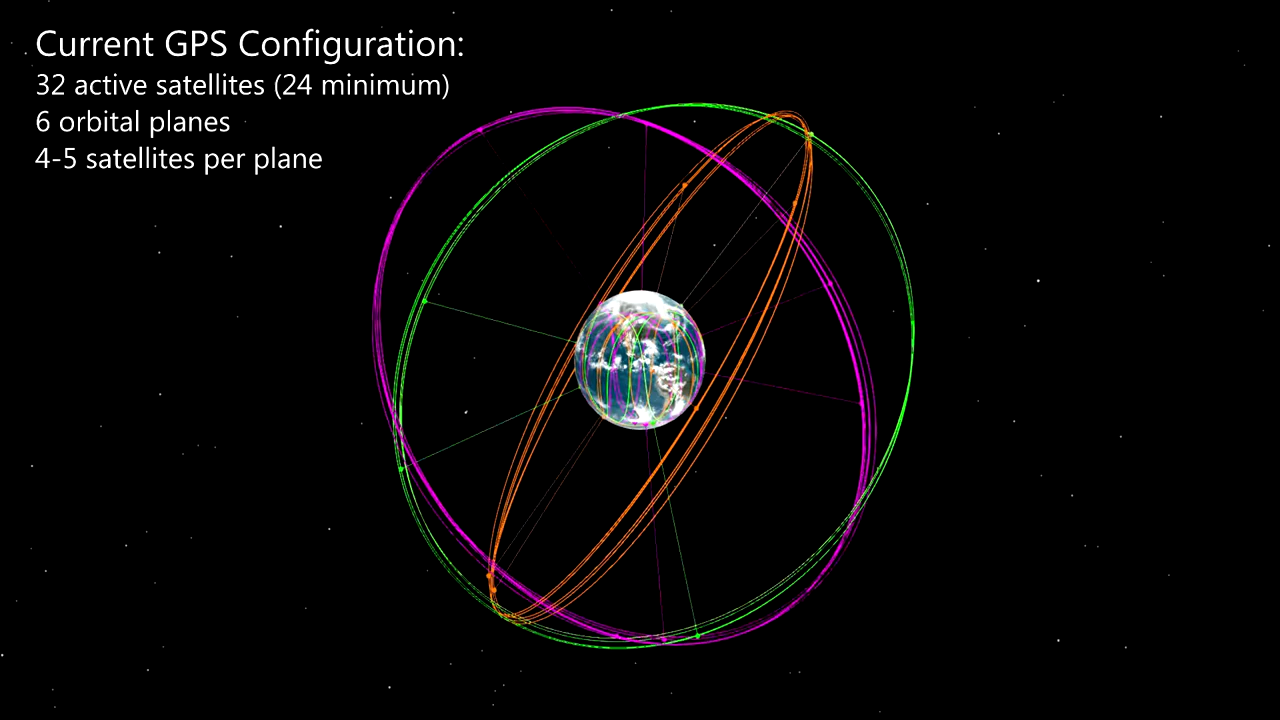 Current GPS Configuration:
32 active satellites (24 minimum)
6 orbital planes
4-5 satellites per plane